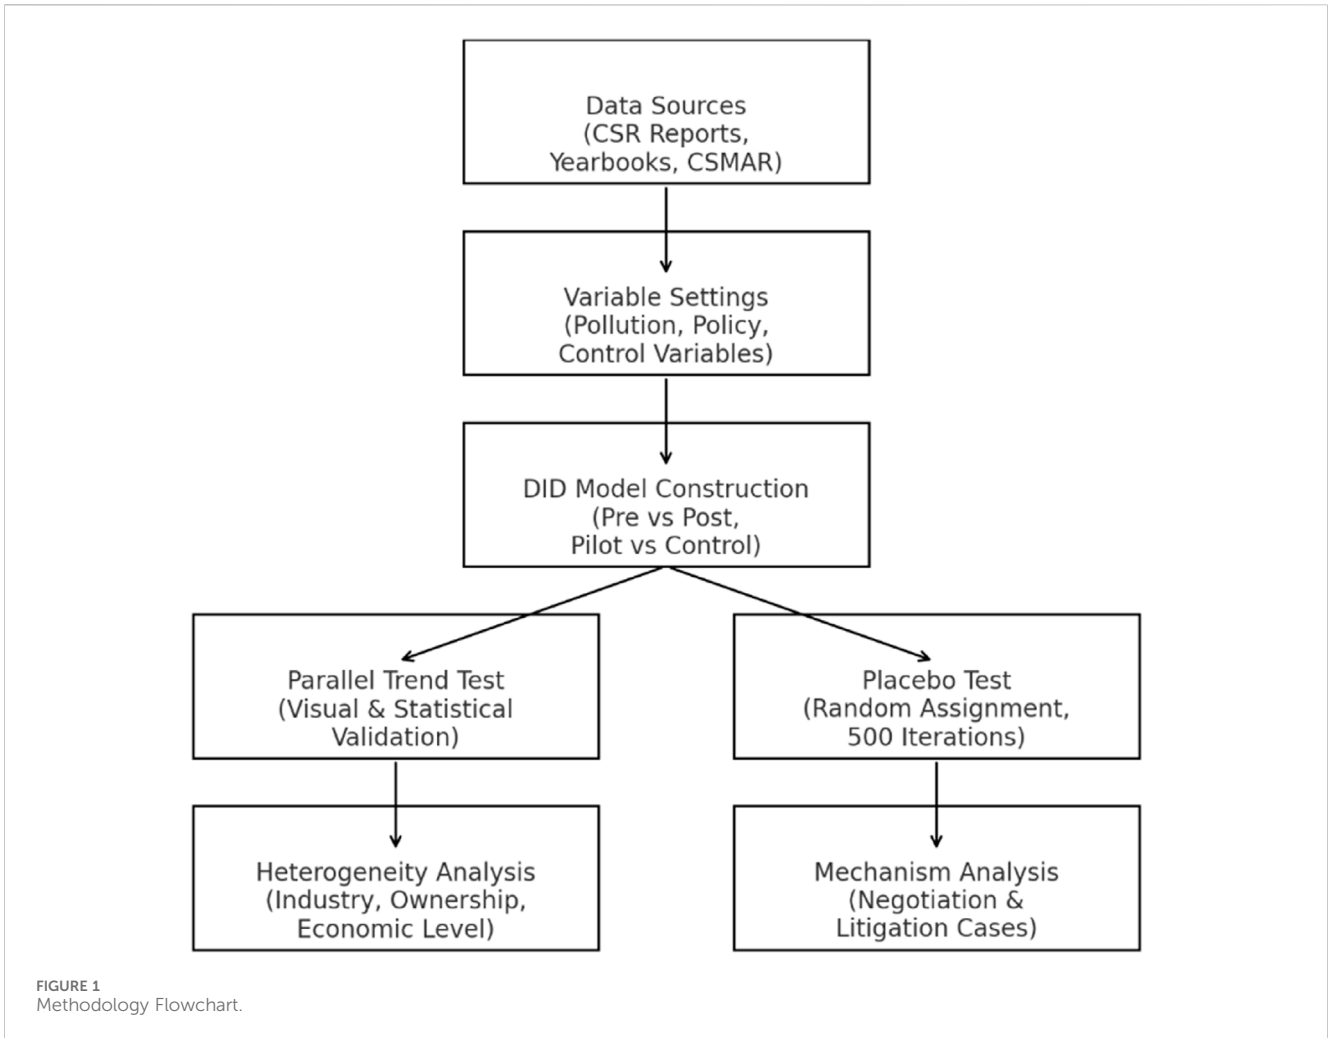 Data Sources
(CSR Reports,
Yearbooks, CSMAR)
Variable Settings
(Pollution, Policy,
Control Variables)
DID Model Construction
(Pre vs Post,
Pilot vs Control)
Parallel Trend Test
(Visual & Statistical
Validation)
Placebo Test
(Random Assignment,
500 Iterations)
Heterogeneity Analysis
(Industry, Ownership,
Economic Level)
Mechanism Analysis
(Negotiation &
Litigation Cases)
FIGURE 1
Methodology Flowchart.